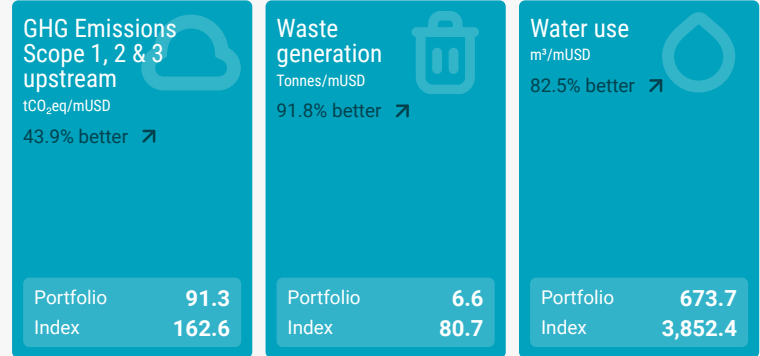 GHG Emissions
Scope 1, 2 & 3
upstream
tCO₂eq/mUSD
43.9% better
Portfolio 91.3
Index 162.6
Waste
generation
Tonnes/mUSD
91.8% better
Portfolio 6.6
Index 80.7
Water use
m³/mUSD
82.5% better
Portfolio 673.7
Index 3,852.4